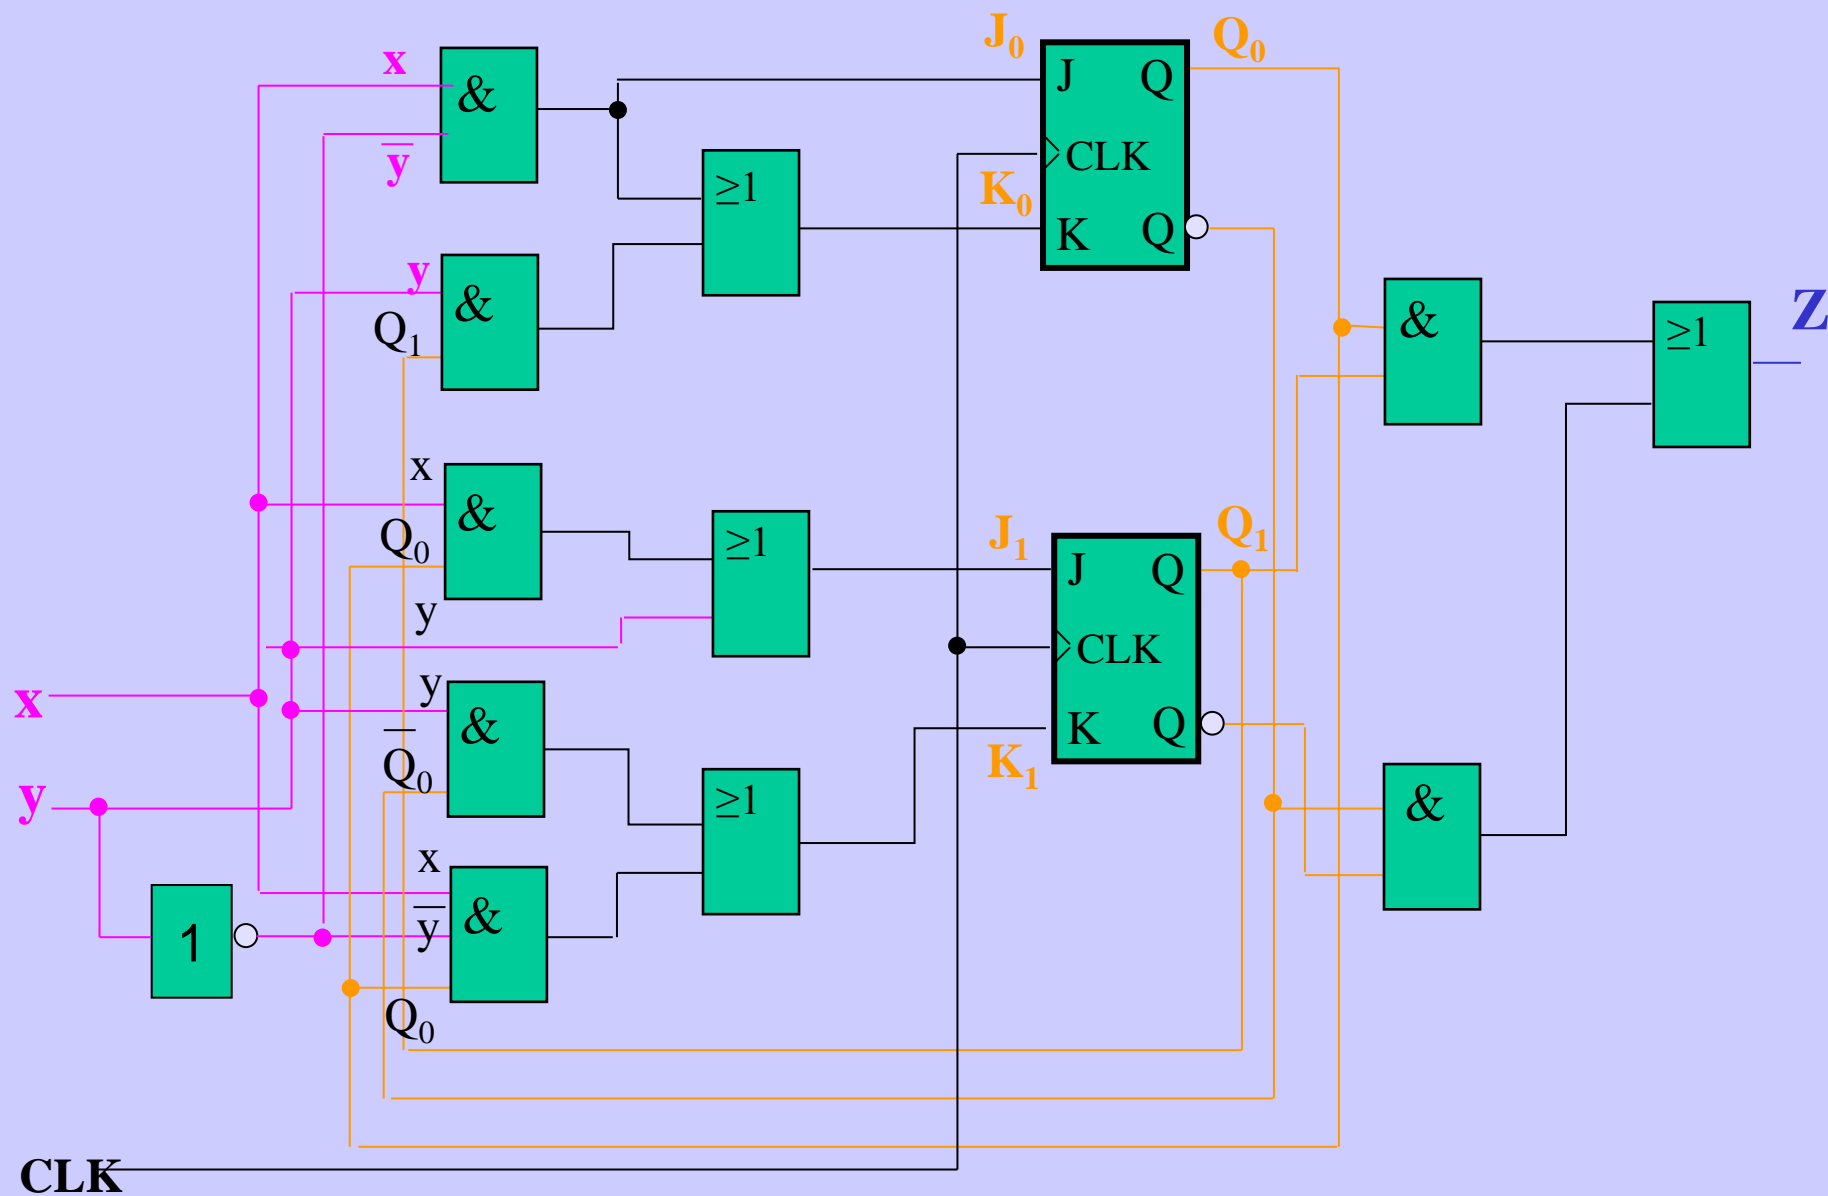 J₀
Q₀
x
&
J Q
y̅
≥1
CLK
K₀
K Q
y
&
Q₁
&
≥1
Z
x
&
Q₀
≥1
J₁
Q₁
J Q
y
CLK
y
&
Q̅₀
x
K Q
K₁
y
≥1
&
x
&
y̅
1
Q₀
CLK